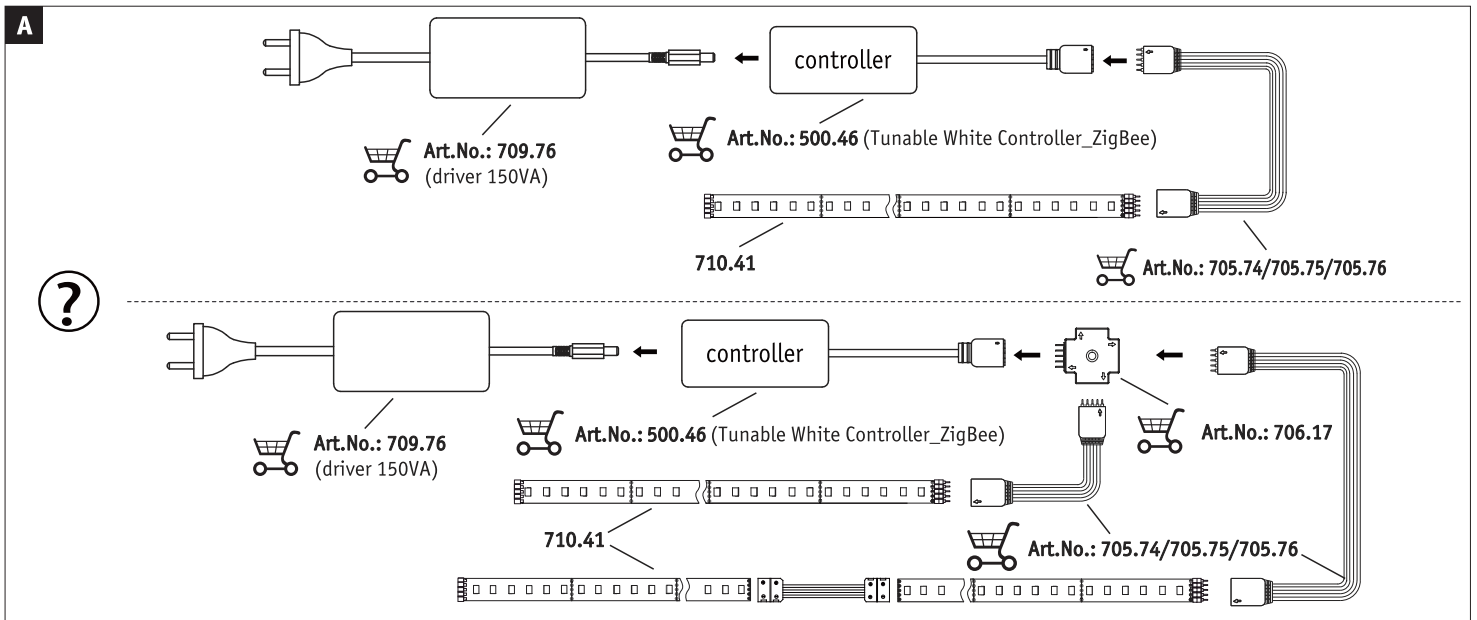 A
controller
Art.No.: 709.76
(driver 150VA)
Art.No.: 500.46 (Tunable White Controller_ZigBee)
710.41
Art.No.: 705.74/705.75/705.76
?
controller
Art.No.: 709.76
(driver 150VA)
Art.No.: 500.46 (Tunable White Controller_ZigBee)
Art.No.: 706.17
710.41
Art.No.: 705.74/705.75/705.76